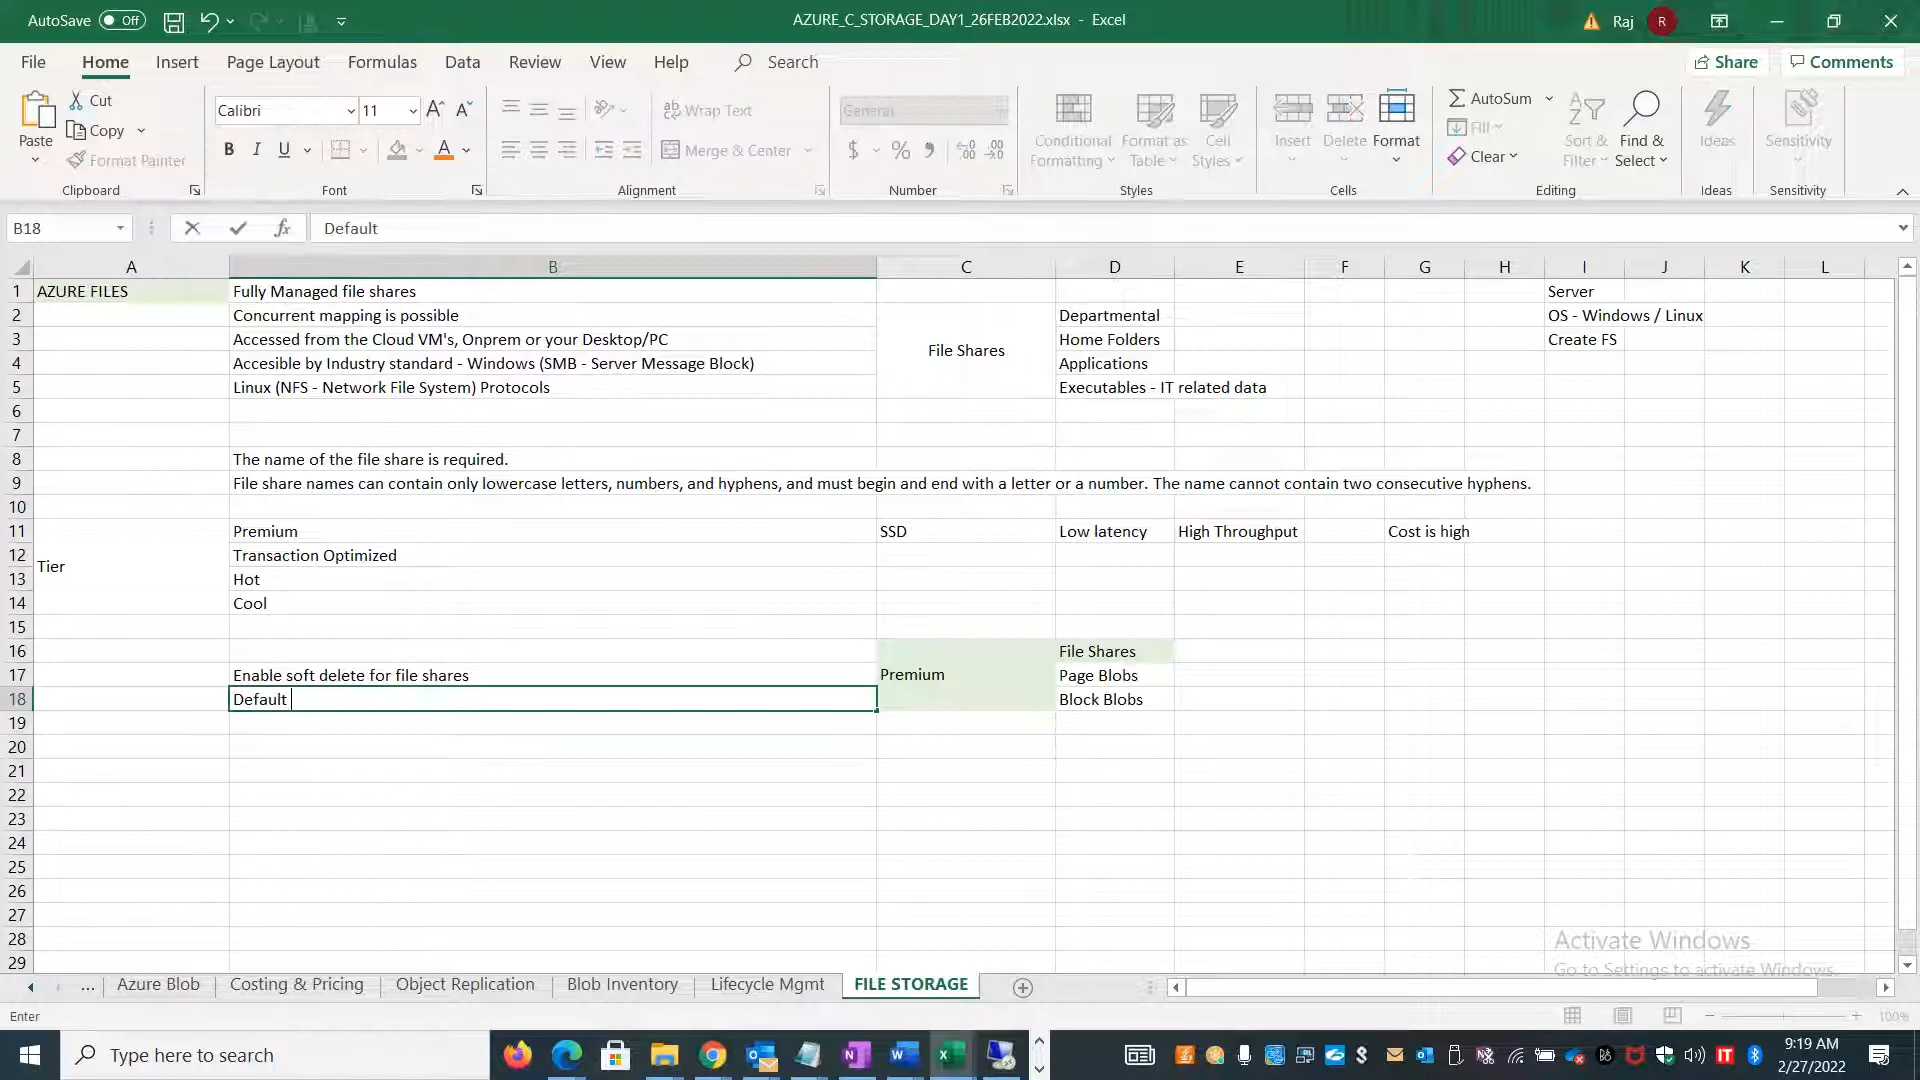 AutoSave Off
AZURE_C_STORAGE_DAY1_26FEB2022.xlsx - Excel
Raj R
File Home Insert Page Layout Formulas Data Review View Help Search
Share Comments
Paste
Cut
Copy
Format Painter
Clipboard
Calibri 11
B I U
Font
Wrap Text
Merge & Center
Alignment
General
$ % 9
Number
Conditional Formatting
Format as Table
Cell Styles
Styles
Insert Delete Format
Cells
AutoSum
Fill
Clear
Sort & Filter
Find & Select
Editing
Ideas
Ideas
Sensitivity
Sensitivity
B18 fx Default
A B C D E F G H I J K L
1 AZURE FILES Fully Managed file shares Server
2 Concurrent mapping is possible Departmental OS - Windows / Linux
3 Accessed from the Cloud VM's, Onprem or your Desktop/PC File Shares Home Folders Create FS
4 Accesible by Industry standard - Windows (SMB - Server Message Block) Applications
5 Linux (NFS - Network File System) Protocols Executables - IT related data
6
7
8 The name of the file share is required.
9 File share names can contain only lowercase letters, numbers, and hyphens, and must begin and end with a letter or a number. The name cannot contain two consecutive hyphens.
10
11 Premium SSD Low latency High Throughput Cost is high
12 Transaction Optimized
Tier
13 Hot
14 Cool
15
16 File Shares
17 Enable soft delete for file shares Premium Page Blobs
18 Default Block Blobs
19
20
21
22
23
24
25
26
27
28
29
Activate Windows
Go to Settings to activate Windows.
... Azure Blob Costing & Pricing Object Replication Blob Inventory Lifecycle Mgmt FILE STORAGE
Enter
100%
Type here to search
9:19 AM
2/27/2022